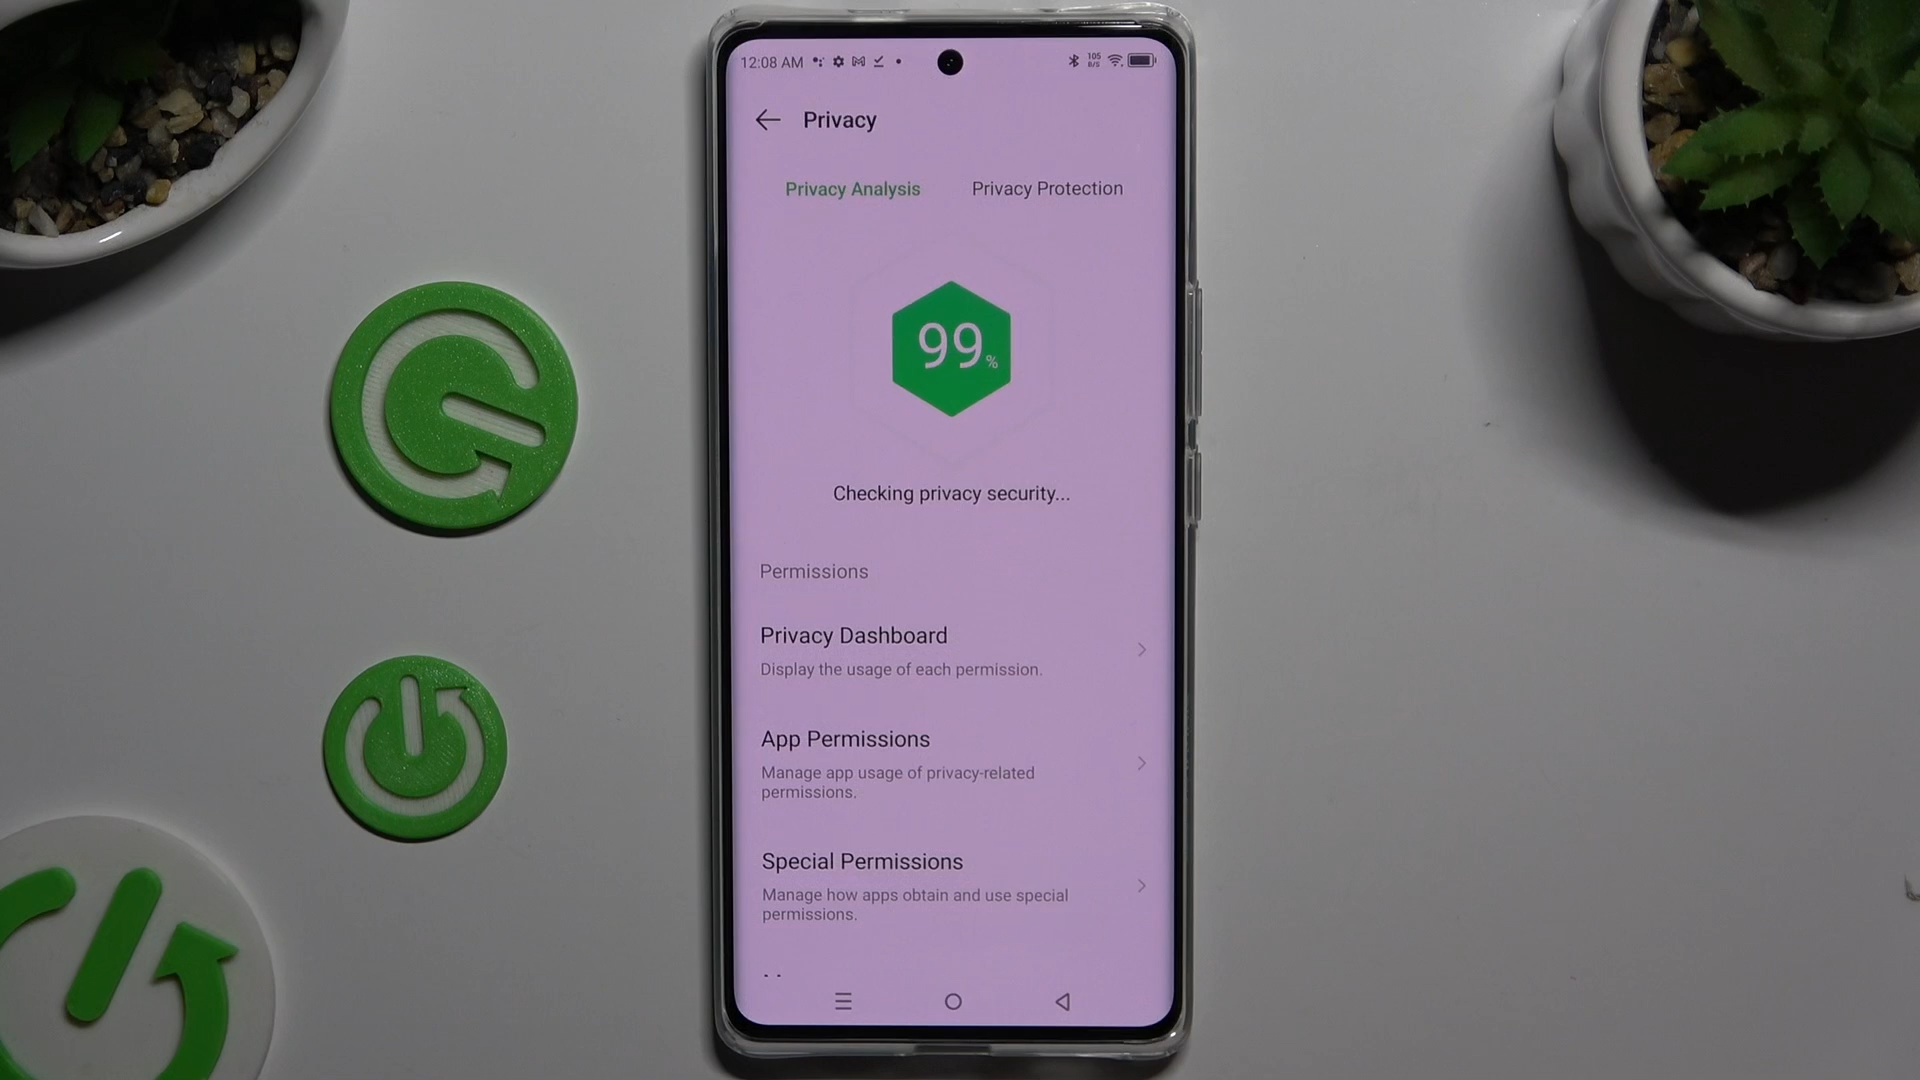 12:08 AM
105
B/S
Privacy
Privacy Analysis
Privacy Protection
99%
Checking privacy security...
Permissions
Privacy Dashboard
Display the usage of each permission.
App Permissions
Manage app usage of privacy-related
permissions.
Special Permissions
Manage how apps obtain and use special
permissions.